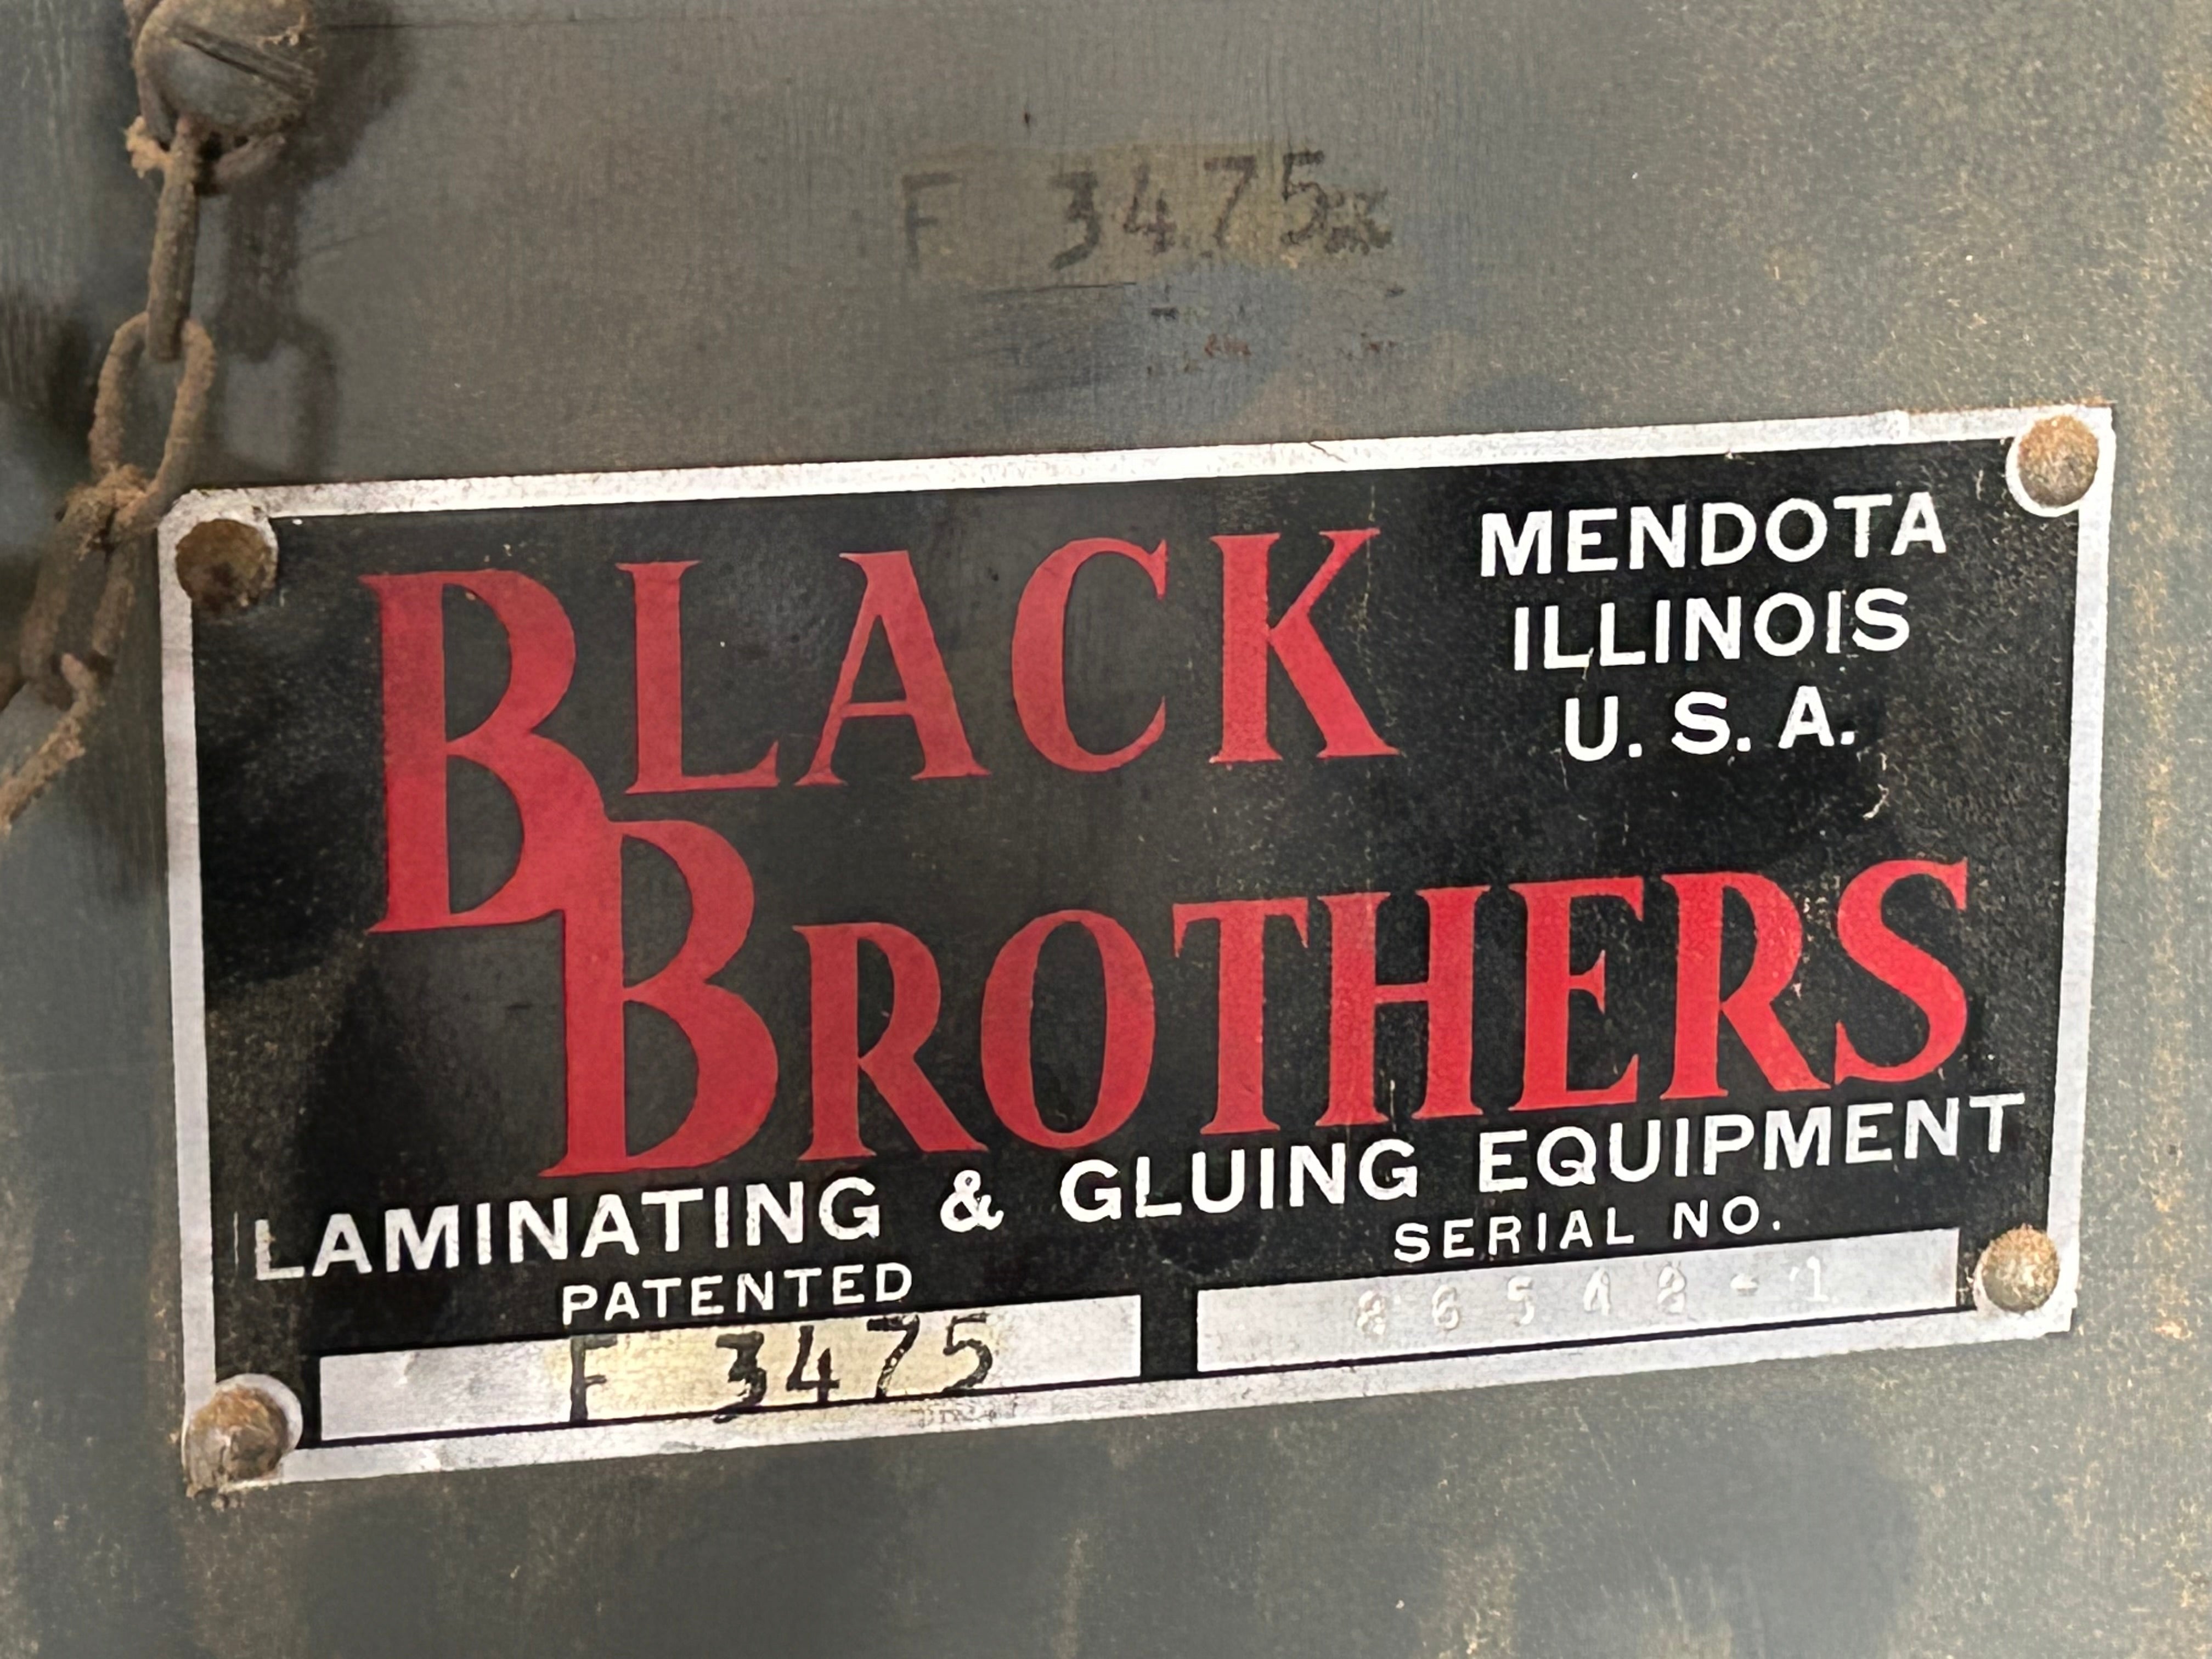 F 3475
BLACK
MENDOTA
ILLINOIS
U. S. A.
BROTHERS
LAMINATING & GLUING EQUIPMENT
PATENTED
SERIAL NO.
F 3475